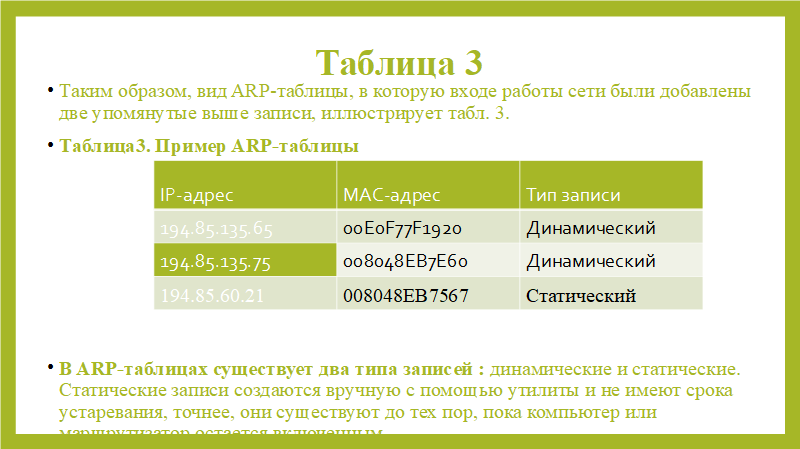 Таблица 3
• Таким образом, вид ARP-таблицы, в которую входе работы сети были добавлены
две упомянутые выше записи, иллюстрирует табл. 3.
• Таблица3. Пример ARP-таблицы
IP-адрес MAC-адрес Тип записи
194.85.135.65 00E0F77F1920 Динамический
194.85.135.75 008048EB7E60 Динамический
194.85.60.21 008048EB7567 Статический
• В ARP-таблицах существует два типа записей : динамические и статические.
Статические записи создаются вручную с помощью утилиты и не имеют срока
устаревания, точнее, они существуют до тех пор, пока компьютер или
маршрутизатор остается включенным